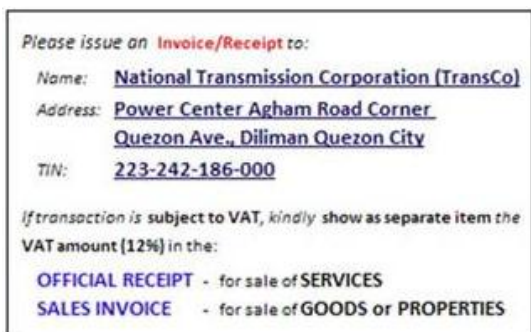 Please issue an Invoice/Receipt to:
Name: National Transmission Corporation (TransCo)
Address: Power Center Agham Road Corner
Quezon Ave., Diliman Quezon City
TIN: 223-242-186-000
If transaction is subject to VAT, kindly show as separate item the
VAT amount (12%) in the:
OFFICIAL RECEIPT - for sale of SERVICES
SALES INVOICE - for sale of GOODS or PROPERTIES